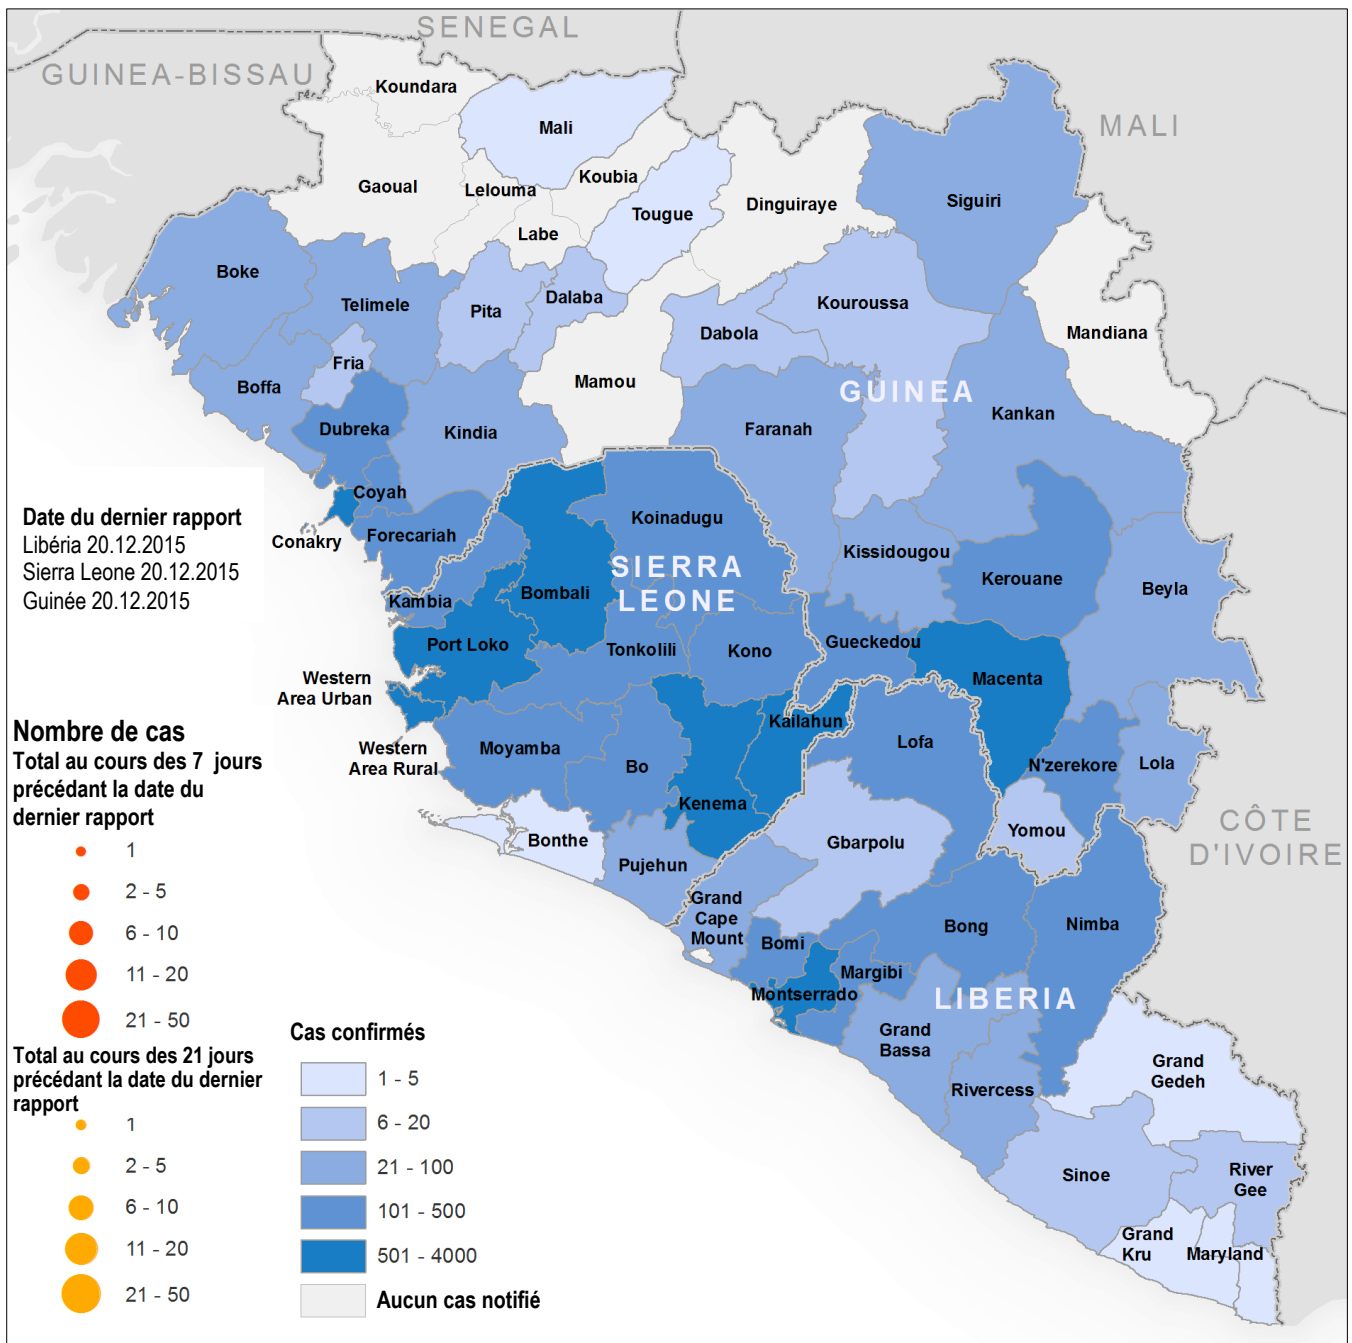 SENEGAL
GUINEA-BISSAU
MALI
CÔTE
D'IVOIRE
Koundara
Mali
Gaoual
Lelouma
Koubia
Labe
Tougue
Dinguiraye
Siguiri
Mandiana
Boke
Telimele
Pita
Dalaba
Dabola
Kouroussa
Fria
Boffa
Mamou
GUINEA
Kankan
Dubreka
Kindia
Faranah
Coyah
Conakry
Forecariah
Koinadugu
Kissidougou
Kerouane
Beyla
SIERRA
LEONE
Bombali
Kambia
Port Loko
Tonkolili
Kono
Gueckedou
Macenta
Western
Area Urban
Kailahun
Lofa
Western
Area Rural
Moyamba
Bo
Kenema
N'zerekore
Lola
Yomou
Bonthe
Pujehun
Gbarpolu
Grand
Cape
Mount
Bomi
Bong
Nimba
Margibi
Montserrado
LIBERIA
Grand
Bassa
Rivercess
Grand
Gedeh
Sinoe
River
Gee
Grand
Kru
Maryland
Date du dernier rapport
Libéria 20.12.2015
Sierra Leone 20.12.2015
Guinée 20.12.2015
Nombre de cas
Total au cours des 7 jours
précédant la date du
dernier rapport
1
2 - 5
6 - 10
11 - 20
21 - 50
Total au cours des 21 jours
précédant la date du dernier
rapport
1
2 - 5
6 - 10
11 - 20
21 - 50
Cas confirmés
1 - 5
6 - 20
21 - 100
101 - 500
501 - 4000
Aucun cas notifié